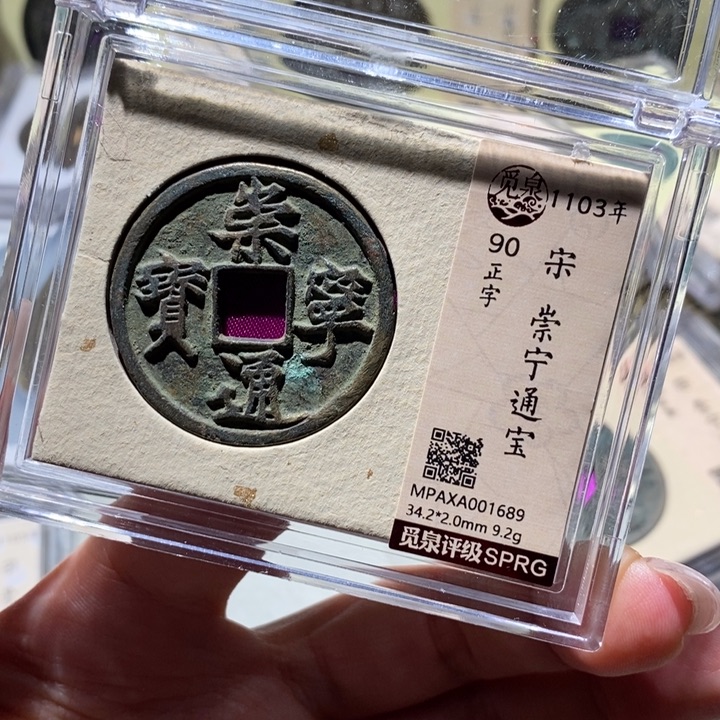 崇
寧
通
寶
覓泉
1103年
90
正字
宋 崇宁通宝
MPAXA001689
34.2*2.0mm 9.2g
觅泉评级SPRG